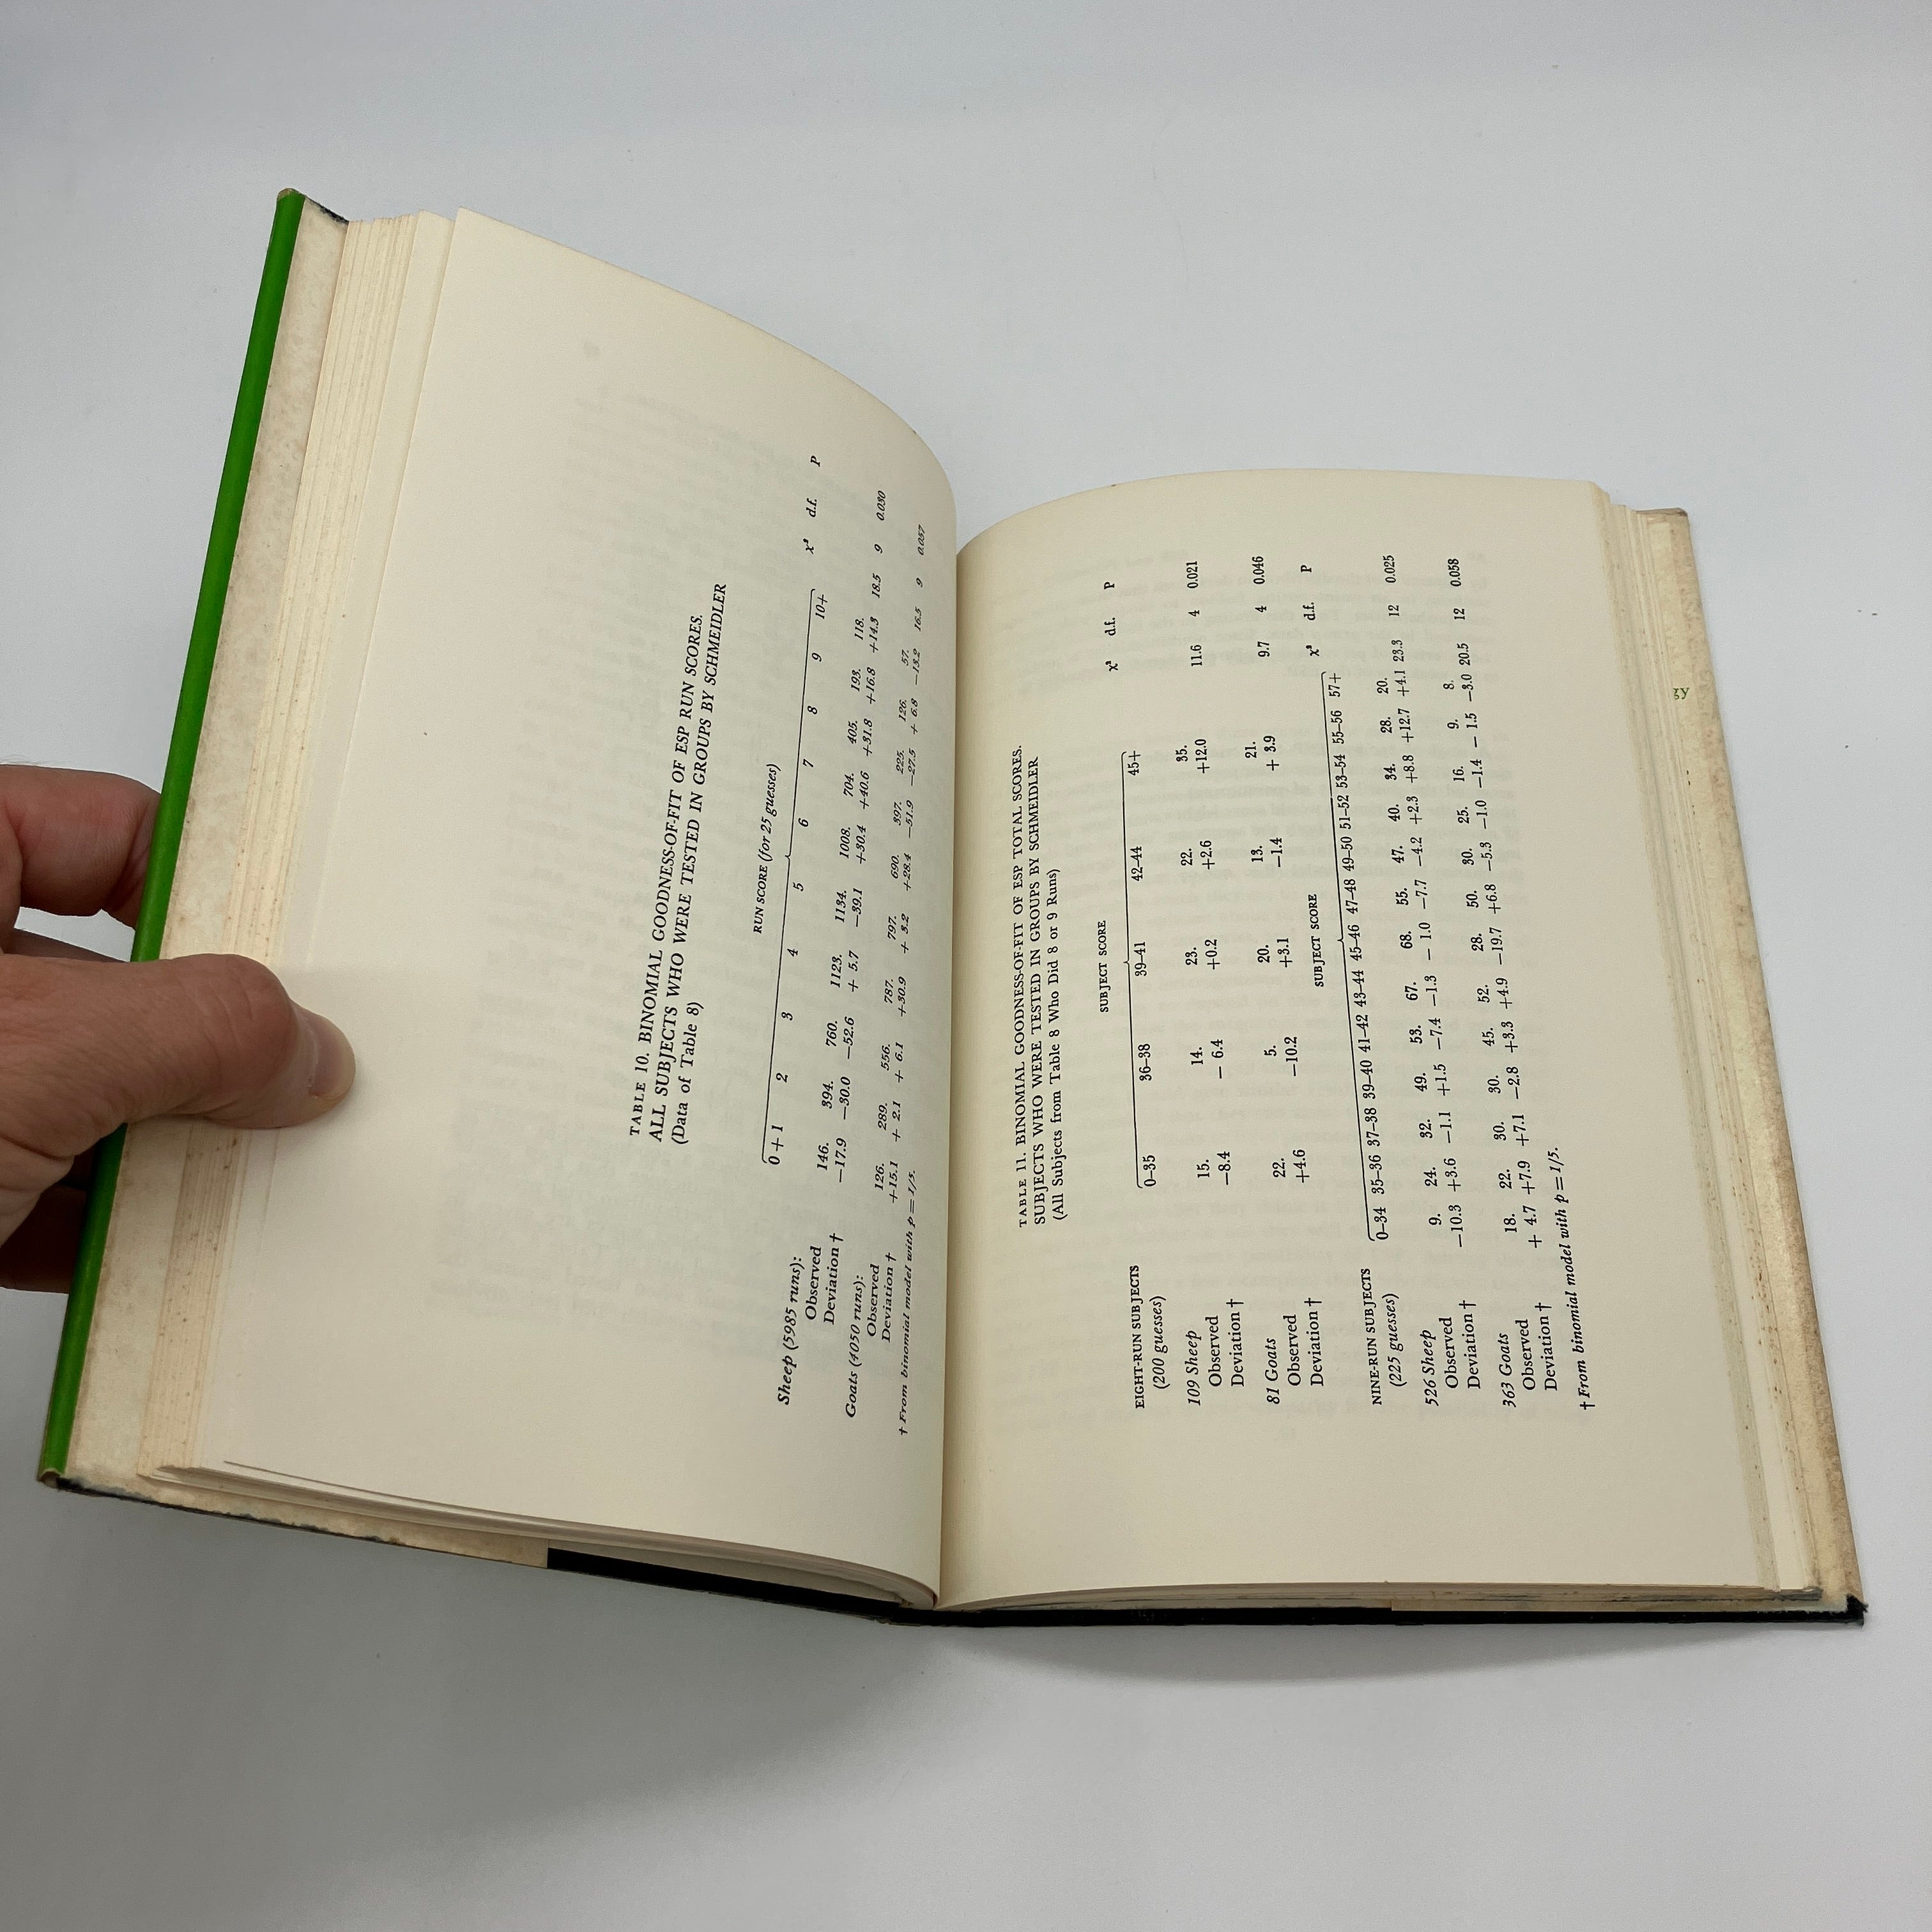 TABLE 10. BINOMIAL GOODNESS-OF-FIT OF ESP RUN SCORES.
ALL SUBJECTS WHO WERE TESTED IN GROUPS BY SCHMEIDLER
(Data of Table 8)
RUN SCORE (for 25 guesses)
0+1 2 3 4 5 6 7 8 9 10+ χ² d.f. P
Sheep (5985 runs):
Observed 146. 394. 760. 1123. 1134. 1008. 704. 405. 193. 118. 18.5 9 0.030
Deviation † —17.9 —30.0 —52.6 + 5.7 —39.1 +30.4 +40.6 +31.8 +16.8 +14.3
Goats (4050 runs):
Observed 126. 289. 556. 787. 797. 690. 397. 225. 126. 57. 16.5 9 0.057
Deviation † +15.1 + 2.1 + 6.1 +30.9 + 3.2 +28.4 —51.9 —27.5 + 6.8 —13.2
† From binomial model with p = 1/5.
TABLE 11. BINOMIAL GOODNESS-OF-FIT OF ESP TOTAL SCORES.
SUBJECTS WHO WERE TESTED IN GROUPS BY SCHMEIDLER
(All Subjects from Table 8 Who Did 8 or 9 Runs)
SUBJECT SCORE
EIGHT-RUN SUBJECTS 0–35 36–38 39–41 42–44 45+ χ² d.f. P
(200 guesses)
109 Sheep
Observed 15. 14. 23. 22. 35. 11.6 4 0.021
Deviation † —8.4 — 6.4 +0.2 +2.6 +12.0
81 Goats
Observed 22. 5. 20. 13. 21. 9.7 4 0.046
Deviation † +4.6 —10.2 +3.1 —1.4 + 3.9
SUBJECT SCORE χ² d.f. P
NINE-RUN SUBJECTS 0–34 35–36 37–38 39–40 41–42 43–44 45–46 47–48 49–50 51–52 53–54 55–56 57+
(225 guesses)
526 Sheep
Observed 9. 24. 32. 49. 53. 67. 68. 55. 47. 40. 34. 28. 20. 23.3 12 0.025
Deviation † —10.3 +3.6 —1.1 +1.5 —7.4 —1.3 — 1.0 —7.7 —4.2 +2.3 +8.8 +12.7 +4.1
363 Goats
Observed 18. 22. 30. 30. 45. 52. 28. 50. 30. 25. 16. 9. 8. 20.5 12 0.058
Deviation † + 4.7 +7.9 +7.1 —2.8 +3.3 +4.9 —19.7 +6.8 —5.3 —1.0 —1.4 — 1.5 —3.0
† From binomial model with p = 1/5.
gy